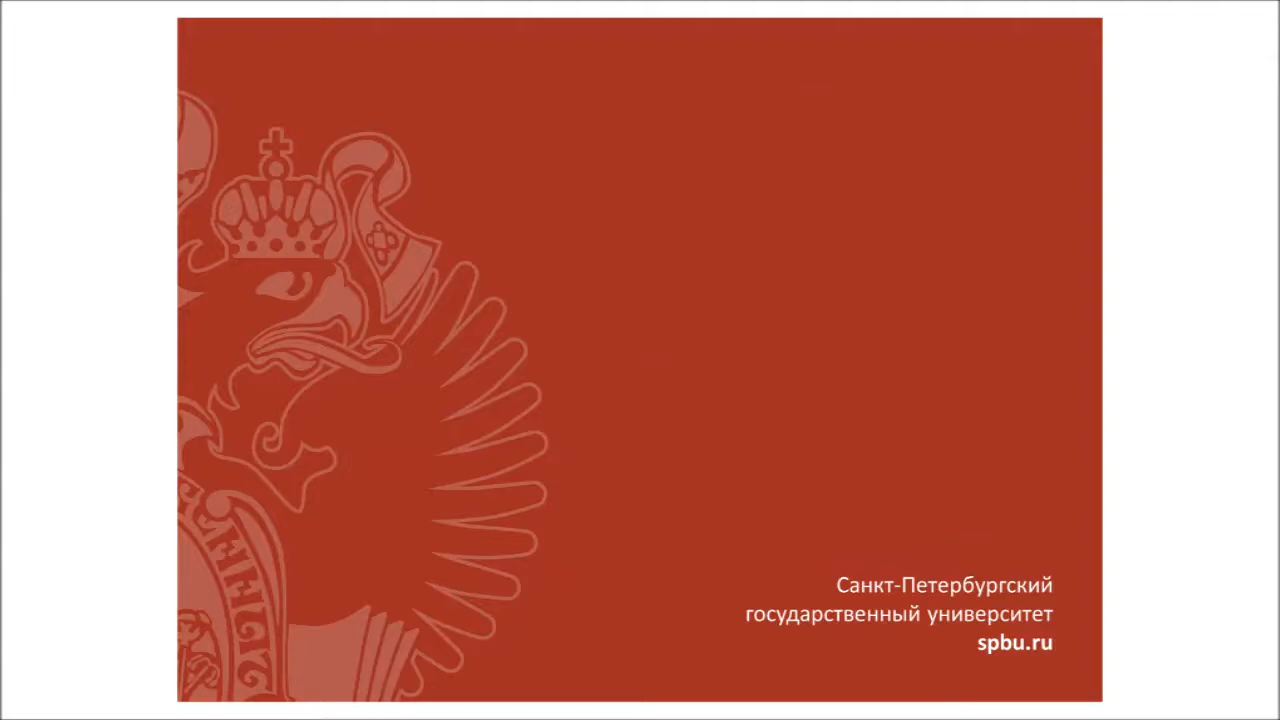 Санкт-Петербургский
государственный университет
spbu.ru